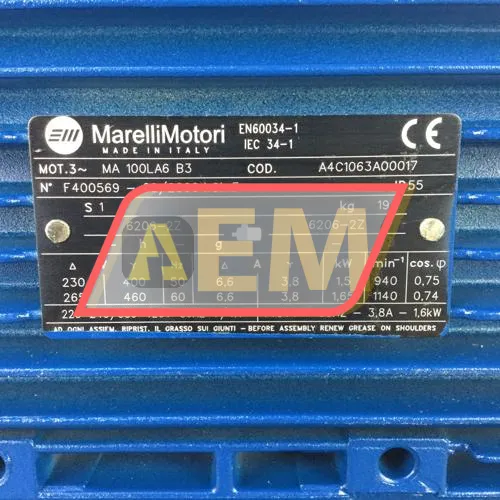 MarelliMotori EN60034-1
MADE IN ITALY IEC 34-1
CE
MOT.3~ MA 100LA6 B3 COD. A4C1063A00017
N° F400569 IP55
S 1 kg 19
6206-2Z 6206-2Z
h g
AEM
Δ Y Hz Δ A Y kW min-1 cos.φ
230 400 50 6,6 3,8 1,5 940 0,75
265 460 60 6,6 3,8 1,65 1140 0,74
3,8A - 1,6kW
AD OGNI ASSEM. RIPRIST. IL GRASSO SUI GIUNTI - BEFORE ASSEMBLY RENEW GREASE ON SHOULDERS